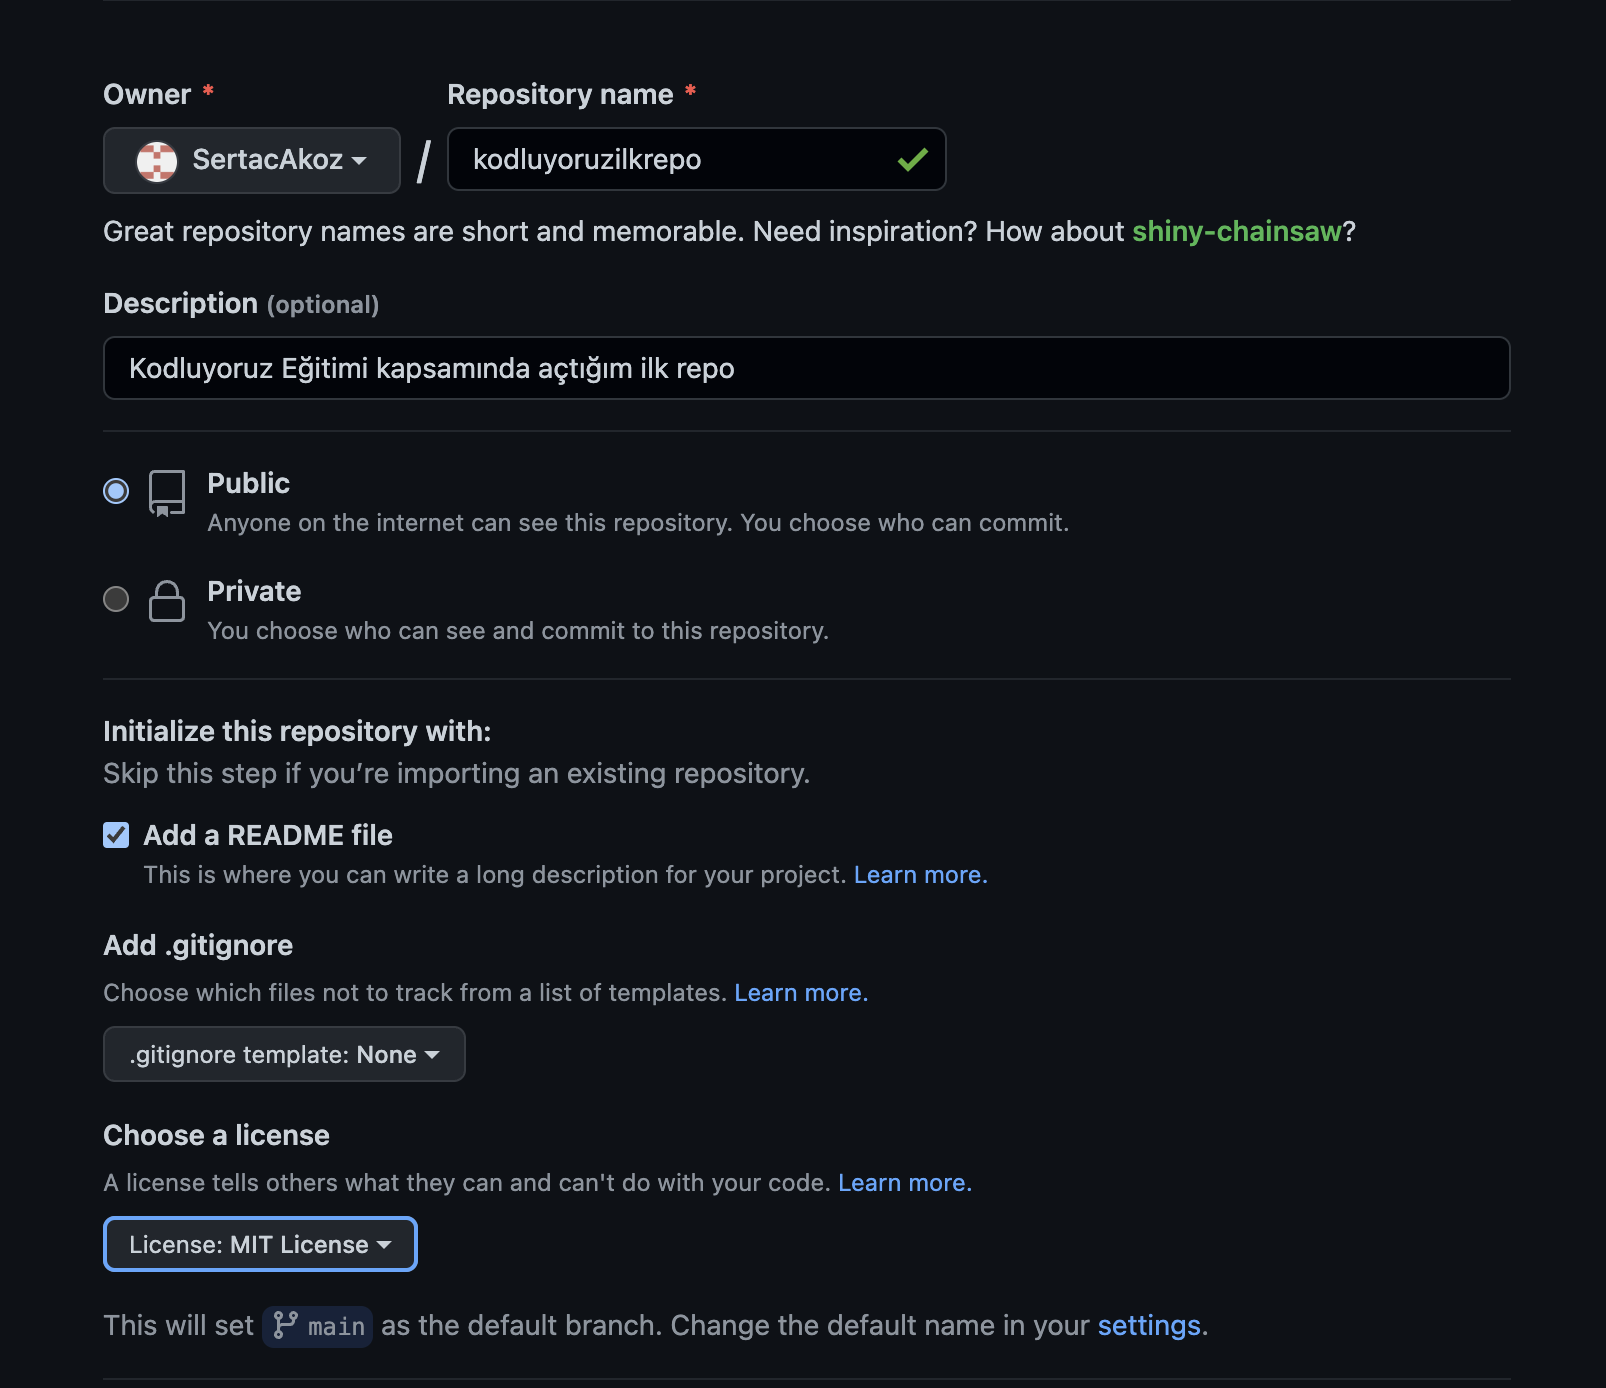 Owner * Repository name *
SertacAkoz / kodluyoruzilkrepo
Great repository names are short and memorable. Need inspiration? How about shiny-chainsaw?
Description (optional)
Kodluyoruz Eğitimi kapsamında açtığım ilk repo
Public
Anyone on the internet can see this repository. You choose who can commit.
Private
You choose who can see and commit to this repository.
Initialize this repository with:
Skip this step if you’re importing an existing repository.
Add a README file
This is where you can write a long description for your project. Learn more.
Add .gitignore
Choose which files not to track from a list of templates. Learn more.
.gitignore template: None
Choose a license
A license tells others what they can and can't do with your code. Learn more.
License: MIT License
This will set main as the default branch. Change the default name in your settings.